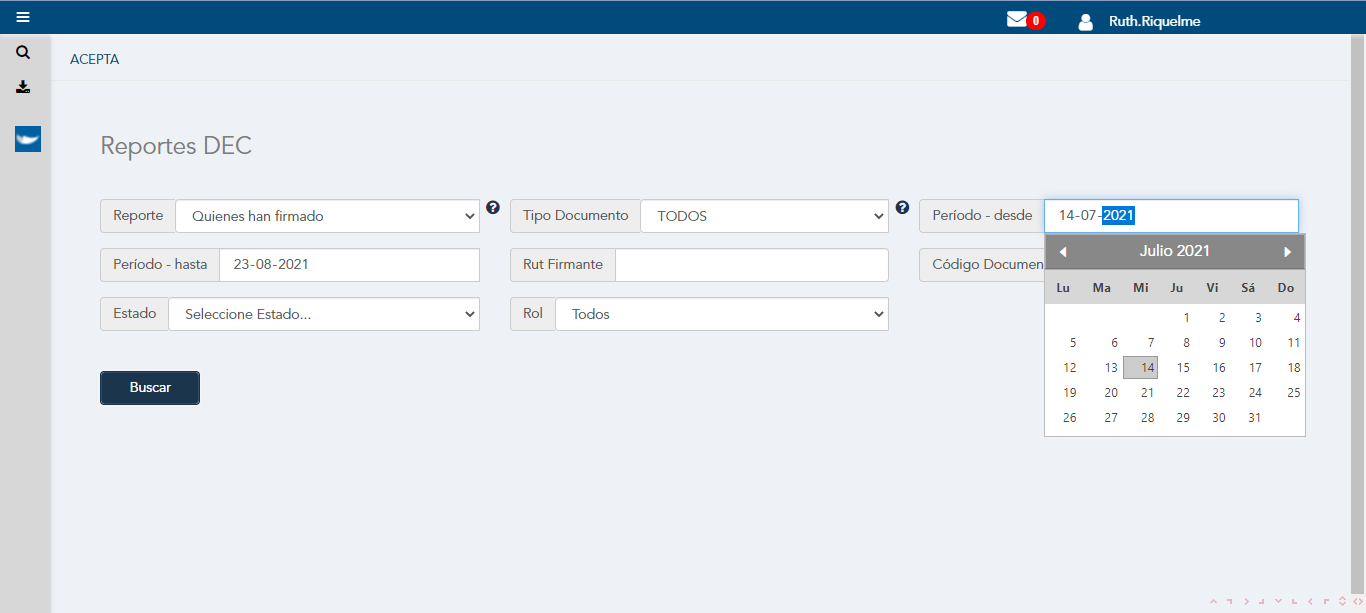 0 Ruth.Riquelme
ACEPTA
Reportes DEC
Reporte Quienes han firmado ? Tipo Documento TODOS ? Período - desde 14-07-2021
Período - hasta 23-08-2021 Rut Firmante Código Documen
Estado Seleccione Estado... Rol Todos
Buscar
Julio 2021
Lu Ma Mi Ju Vi Sá Do
1 2 3 4
5 6 7 8 9 10 11
12 13 14 15 16 17 18
19 20 21 22 23 24 25
26 27 28 29 30 31